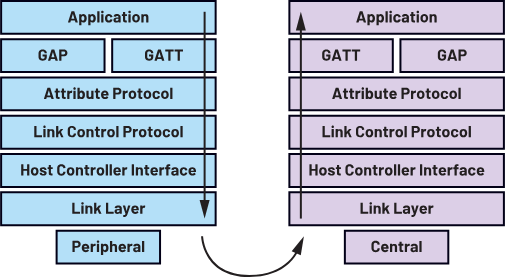 Application
GAP
GATT
Attribute Protocol
Link Control Protocol
Host Controller Interface
Link Layer
Peripheral
Application
GATT
GAP
Attribute Protocol
Link Control Protocol
Host Controller Interface
Link Layer
Central